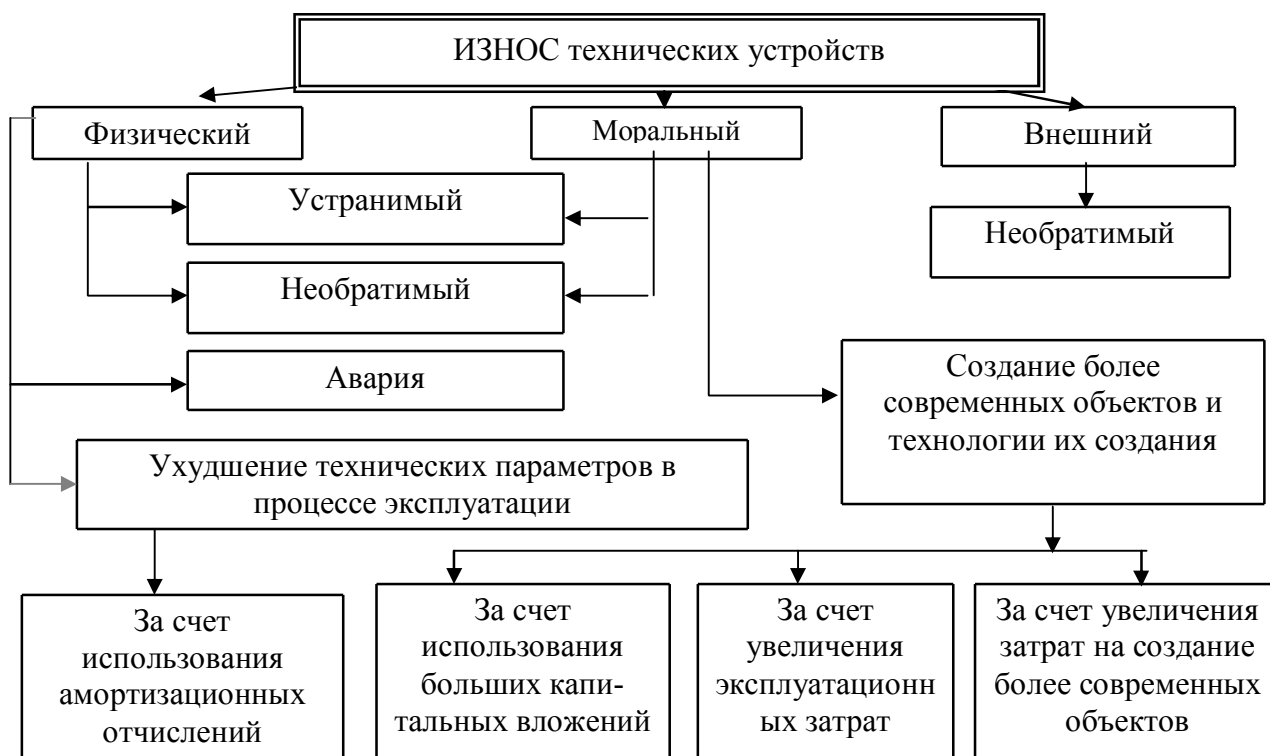 ИЗНОС технических устройств
Физический
Моральный
Внешний
Устранимый
Необратимый
Необратимый
Авария
Создание более
современных объектов и
технологии их создания
Ухудшение технических параметров в
процессе эксплуатации
За счет
использования
амортизационных
отчислений
За счет
использования
больших капи-
тальных вложений
За счет
увеличения
эксплуатационн
ых затрат
За счет увеличения
затрат на создание
более современных
объектов